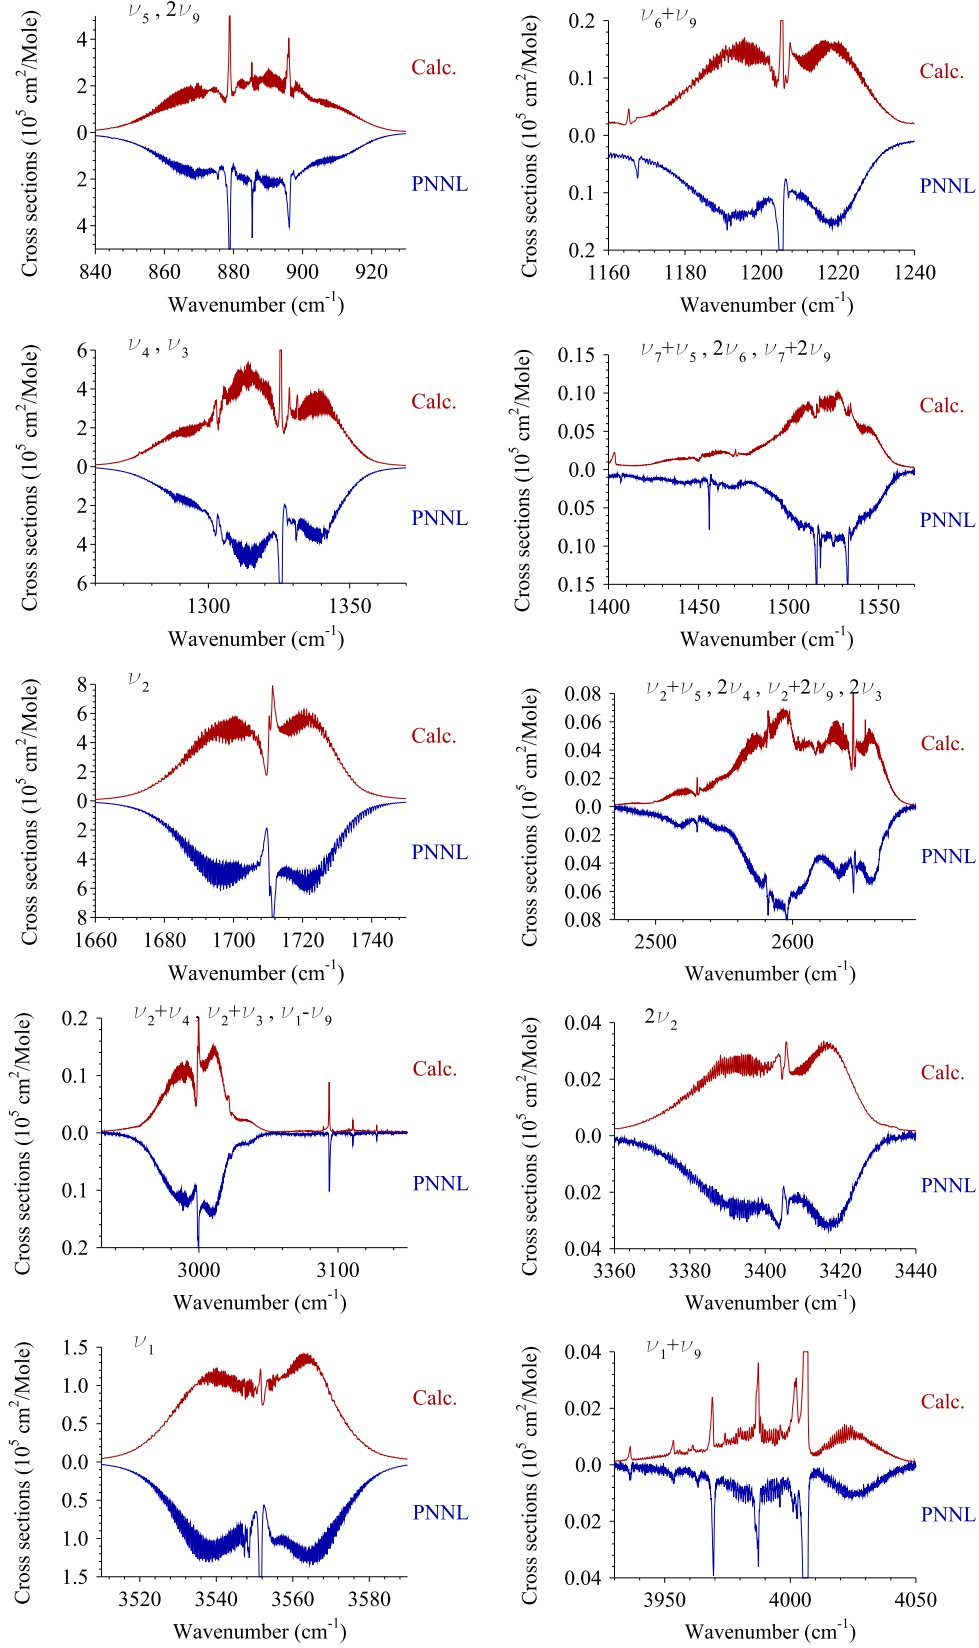 ν5 , 2ν9
Cross sections (10^5 cm^2/Mole)
4
2
0
2
4
Calc.
PNNL
840 860 880 900 920
Wavenumber (cm^-1)
ν6+ν9
Cross sections (10^5 cm^2/Mole)
0.2
0.1
0.0
0.1
0.2
Calc.
PNNL
1160 1180 1200 1220 1240
Wavenumber (cm^-1)
ν4 , ν3
Cross sections (10^5 cm^2/Mole)
6
4
2
0
2
4
6
Calc.
PNNL
1300 1350
Wavenumber (cm^-1)
ν7+ν5 , 2ν6 , ν7+2ν9
Cross sections (10^5 cm^2/Mole)
0.15
0.10
0.05
0.0
0.05
0.10
0.15
Calc.
PNNL
1400 1450 1500 1550
Wavenumber (cm^-1)
ν2
Cross sections (10^5 cm^2/Mole)
8
6
4
2
0
2
4
6
8
Calc.
PNNL
1660 1680 1700 1720 1740
Wavenumber (cm^-1)
ν2+ν5 , 2ν4 , ν2+2ν9 , 2ν3
Cross sections (10^5 cm^2/Mole)
0.08
0.06
0.04
0.02
0.0
0.02
0.04
0.06
0.08
Calc.
PNNL
2500 2600
Wavenumber (cm^-1)
ν2+ν4 , ν2+ν3 , ν1-ν9
Cross sections (10^5 cm^2/Mole)
0.2
0.1
0.0
0.1
0.2
Calc.
PNNL
3000 3100
Wavenumber (cm^-1)
2ν2
Cross sections (10^5 cm^2/Mole)
0.04
0.02
0.0
0.02
0.04
Calc.
PNNL
3360 3380 3400 3420 3440
Wavenumber (cm^-1)
ν1
Cross sections (10^5 cm^2/Mole)
1.5
1.0
0.5
0.0
0.5
1.0
1.5
Calc.
PNNL
3520 3540 3560 3580
Wavenumber (cm^-1)
ν1+ν9
Cross sections (10^5 cm^2/Mole)
0.04
0.02
0.0
0.02
0.04
Calc.
PNNL
3950 4000 4050
Wavenumber (cm^-1)